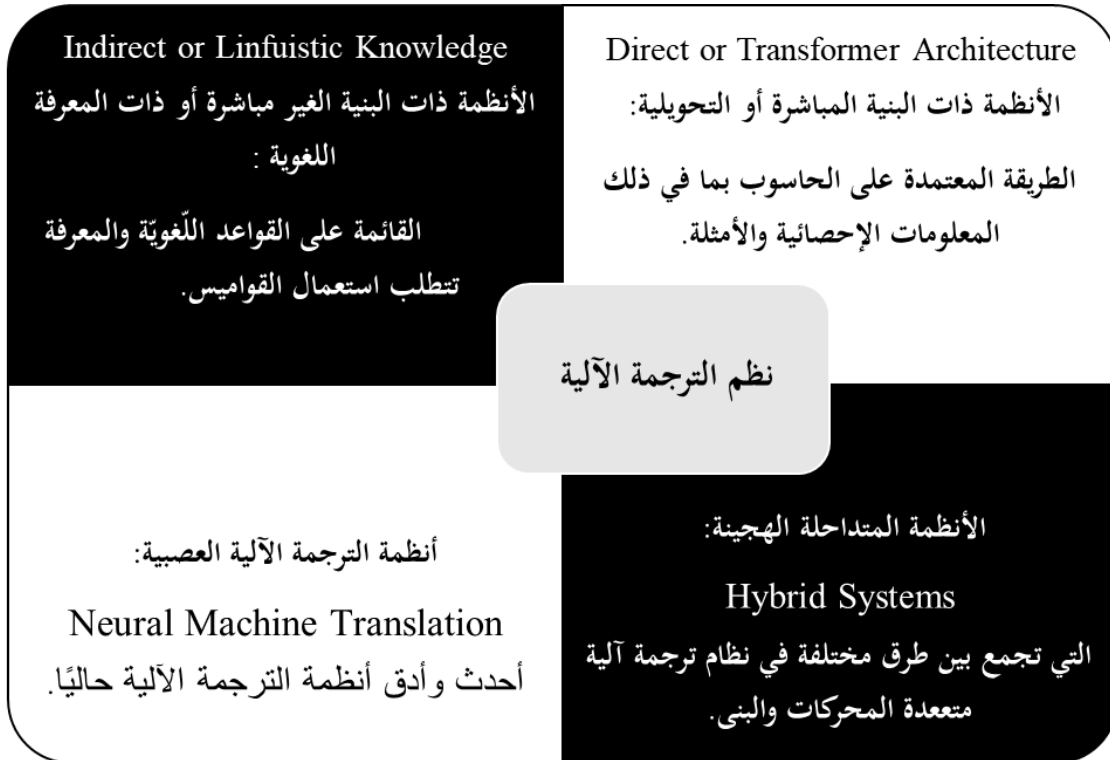 Direct or Transformer Architecture
الأنظمة ذات البنية المباشرة أو التحويلية:
الطريقة المعتمدة على الحاسوب بما في ذلك
المعلومات الإحصائية والأمثلة.
Indirect or Linfuistic Knowledge
الأنظمة ذات البنية الغير مباشرة أو ذات المعرفة
اللغوية :
القائمة على القواعد اللّغويّة والمعرفة
تتطلب استعمال القواميس.
نظم الترجمة الآلية
الأنظمة المتداحلة الهجينة:
Hybrid Systems
التي تجمع بين طرق مختلفة في نظام ترجمة آلية
متععدة المحركات والبنى.
أنظمة الترجمة الآلية العصبية:
Neural Machine Translation
أحدث وأدق أنظمة الترجمة الآلية حاليًا.